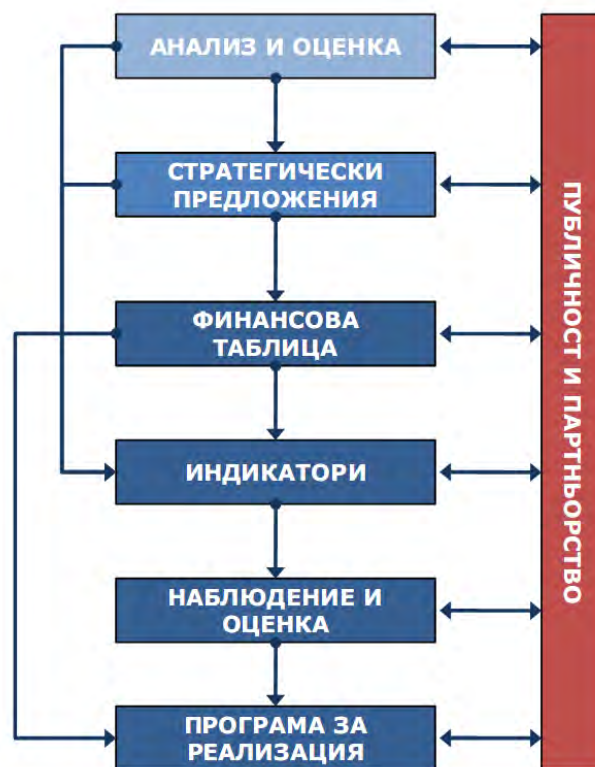 АНАЛИЗ И ОЦЕНКА
СТРАТЕГИЧЕСКИ
ПРЕДЛОЖЕНИЯ
ФИНАНСОВА
ТАБЛИЦА
ИНДИКАТОРИ
НАБЛЮДЕНИЕ И
ОЦЕНКА
ПРОГРАМА ЗА
РЕАЛИЗАЦИЯ
ПУБЛИЧНОСТ И ПАРТНЬОРСТВО